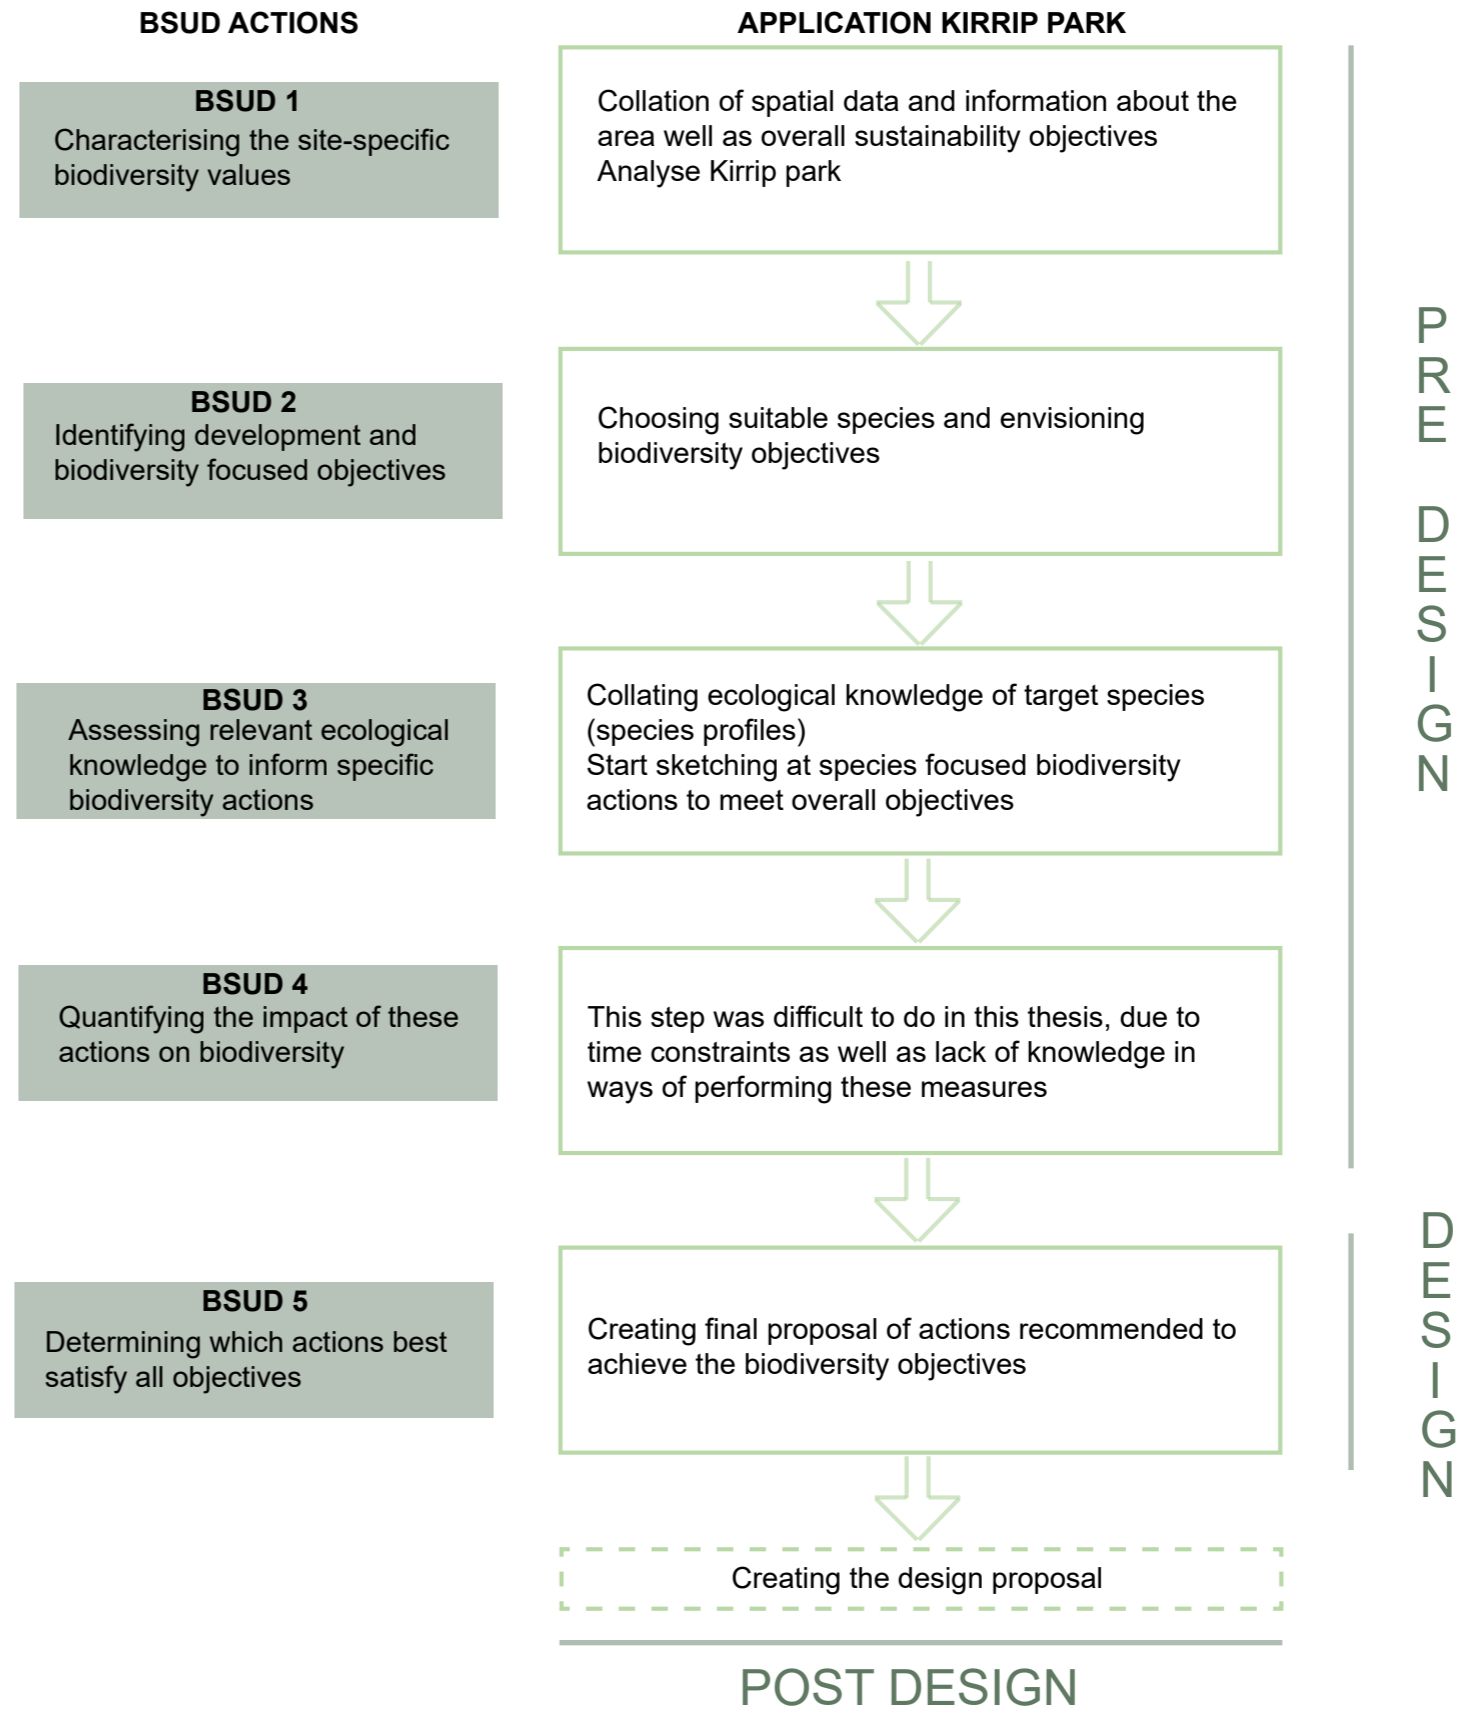 BSUD ACTIONS
APPLICATION KIRRIP PARK
BSUD 1
Characterising the site-specific
biodiversity values
Collation of spatial data and information about the
area well as overall sustainability objectives
Analyse Kirrip park
BSUD 2
Identifying development and
biodiversity focused objectives
Choosing suitable species and envisioning
biodiversity objectives
BSUD 3
Assessing relevant ecological
knowledge to inform specific
biodiversity actions
Collating ecological knowledge of target species
(species profiles)
Start sketching at species focused biodiversity
actions to meet overall objectives
BSUD 4
Quantifying the impact of these
actions on biodiversity
This step was difficult to do in this thesis, due to
time constraints as well as lack of knowledge in
ways of performing these measures
PRE DESIGN
BSUD 5
Determining which actions best
satisfy all objectives
Creating final proposal of actions recommended to
achieve the biodiversity objectives
DESIGN
Creating the design proposal
POST DESIGN